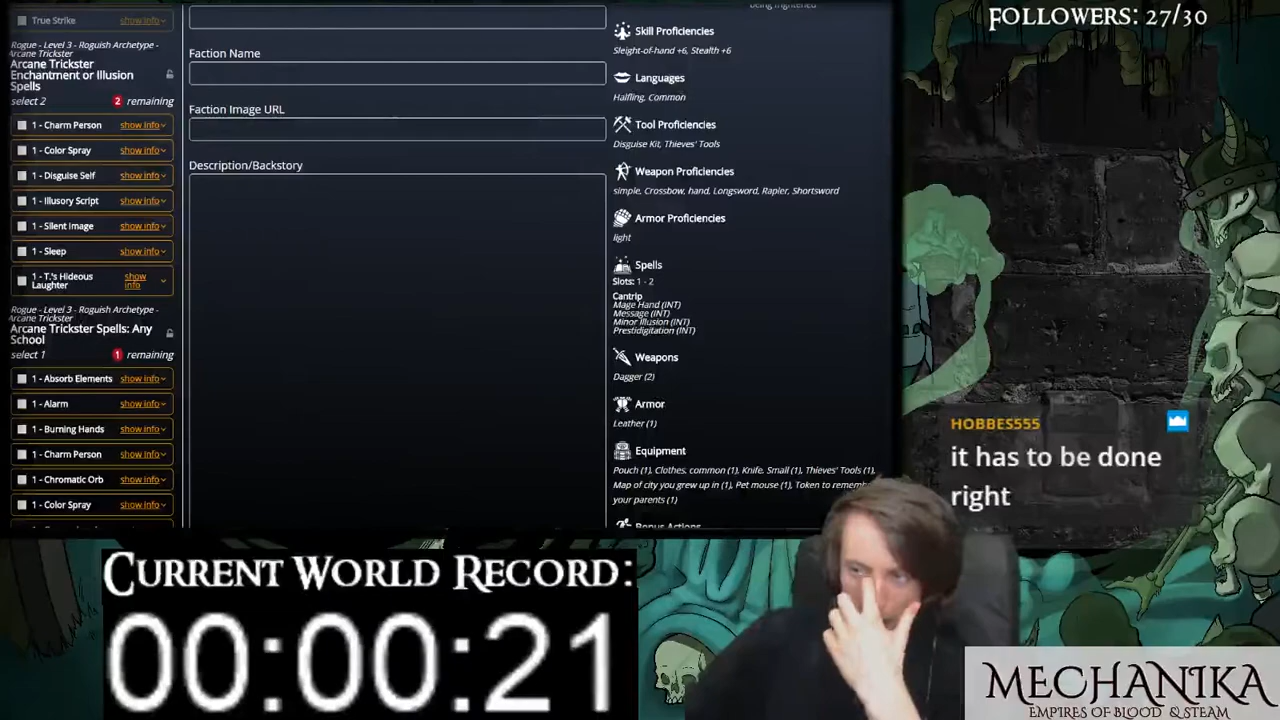 True Strike show info
Rogue - Level 3 - Roguish Archetype -
Arcane Trickster
Arcane Trickster
Enchantment or Illusion
Spells
select 2 2 remaining
1 - Charm Person show info
1 - Color Spray show info
1 - Disguise Self show info
1 - Illusory Script show info
1 - Silent Image show info
1 - Sleep show info
1 - T.'s Hideous
Laughter show
info
Rogue - Level 3 - Roguish Archetype -
Arcane Trickster
Arcane Trickster Spells: Any
School
select 1 1 remaining
1 - Absorb Elements show info
1 - Alarm show info
1 - Burning Hands show info
1 - Charm Person show info
1 - Chromatic Orb show info
1 - Color Spray show info
Faction Name
Faction Image URL
Description/Backstory
being frightened
Skill Proficiencies
Sleight-of-hand +6, Stealth +6
Languages
Halfling, Common
Tool Proficiencies
Disguise Kit, Thieves' Tools
Weapon Proficiencies
simple, Crossbow, hand, Longsword, Rapier, Shortsword
Armor Proficiencies
light
Spells
Slots: 1 - 2
Cantrip
Mage Hand (INT)
Message (INT)
Minor Illusion (INT)
Prestidigitation (INT)
Weapons
Dagger (2)
Armor
Leather (1)
Equipment
Pouch (1), Clothes, common (1), Knife, Small (1), Thieves' Tools (1),
Map of city you grew up in (1), Pet mouse (1), Token to remember
your parents (1)
Bonus Actions
Followers: 27/30
HOBBES555
it has to be done
right
Current World Record:
00:00:21
MECHANIKA
EMPIRES OF BLOOD & STEAM